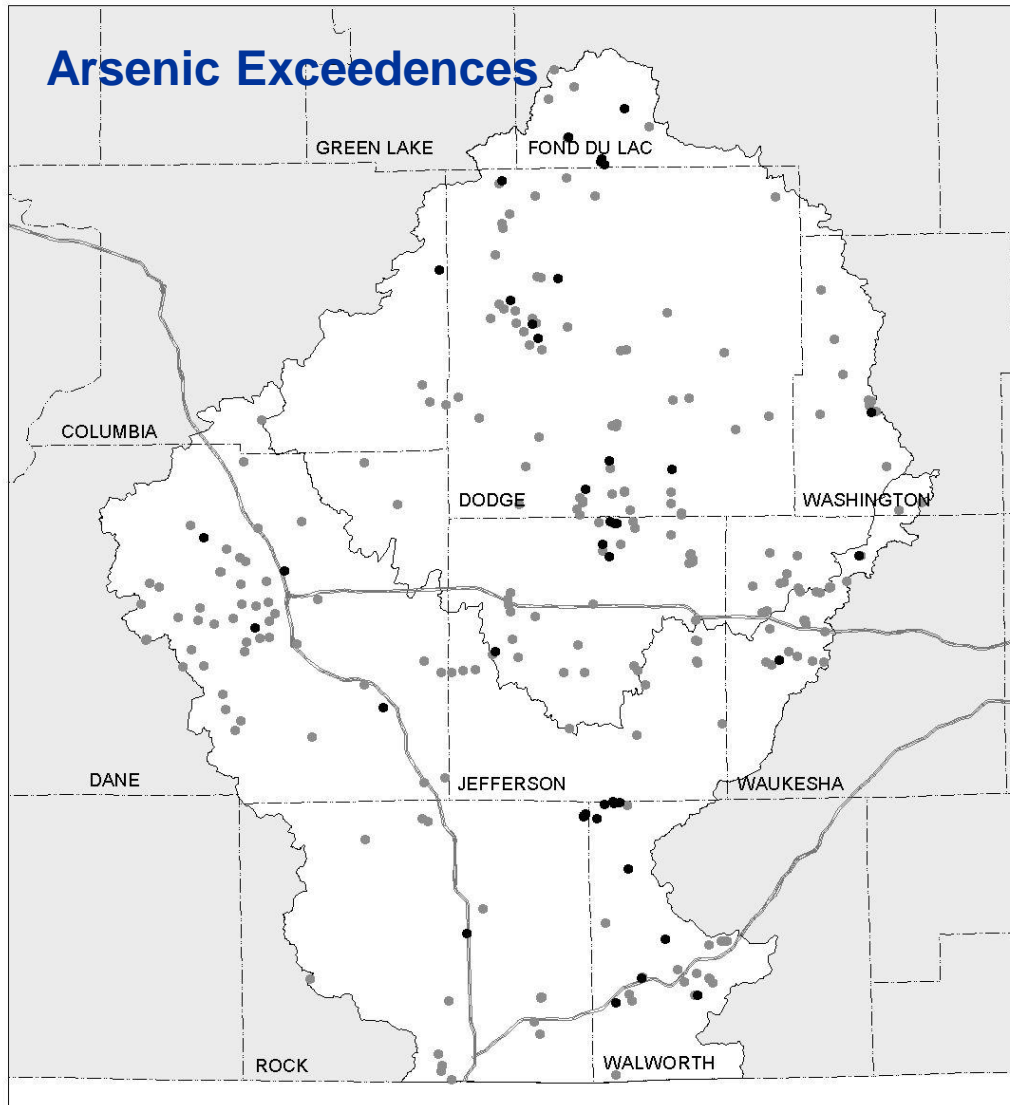 Arsenic Exceedences
GREEN LAKE
FOND DU LAC
COLUMBIA
DODGE
WASHINGTON
DANE
JEFFERSON
WAUKESHA
ROCK
WALWORTH